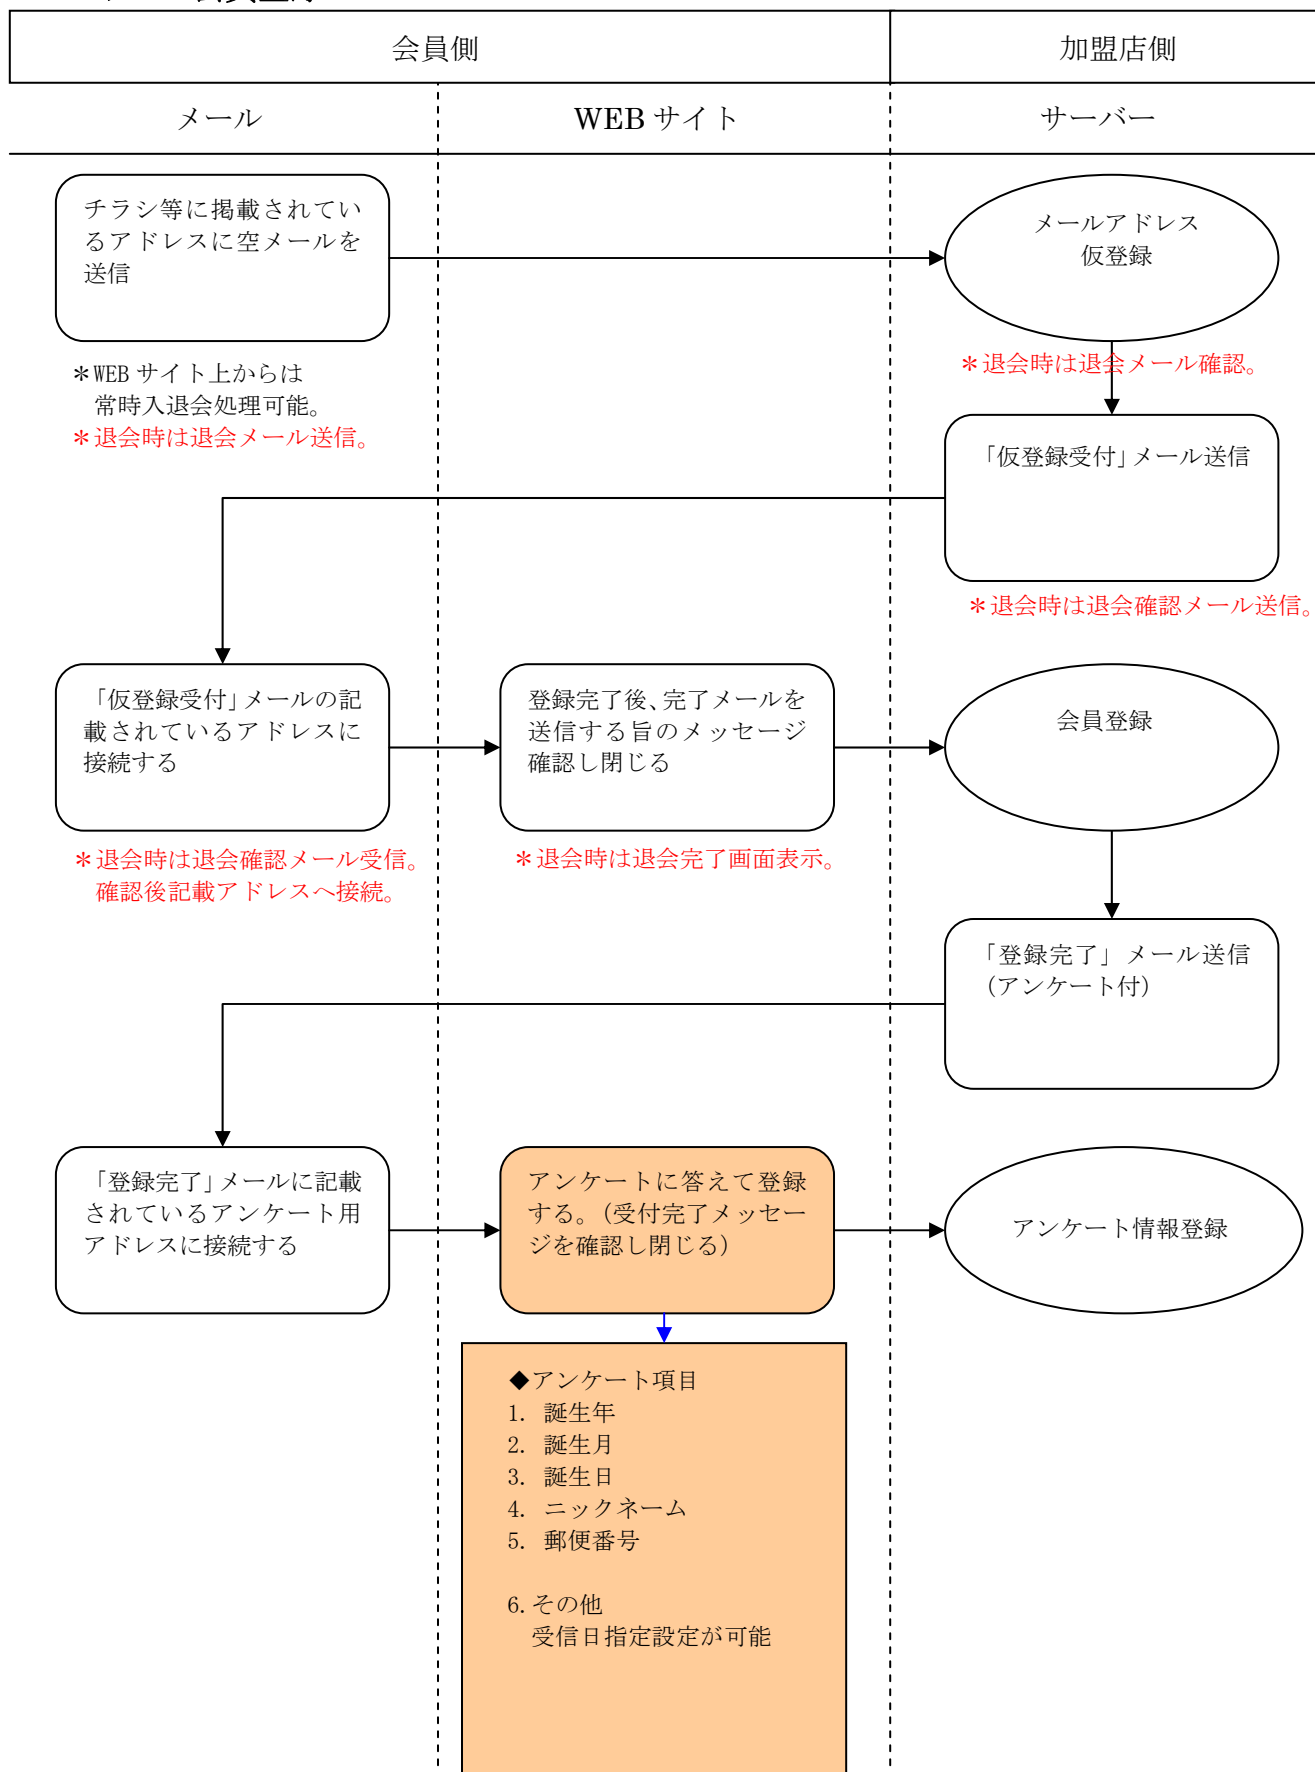 会員側
加盟店側
メール
WEB サイト
サーバー
チラシ等に掲載されてい
るアドレスに空メールを
送信
メールアドレス
仮登録
＊WEB サイト上からは
常時入退会処理可能。
＊退会時は退会メール送信。
＊退会時は退会メール確認。
「仮登録受付」メール送信
＊退会時は退会確認メール送信。
「仮登録受付」メールの記
載されているアドレスに
接続する
登録完了後、完了メールを
送信する旨のメッセージ
確認し閉じる
会員登録
＊退会時は退会確認メール受信。
確認後記載アドレスへ接続。
＊退会時は退会完了画面表示。
「登録完了」メール送信
（アンケート付）
「登録完了」メールに記載
されているアンケート用
アドレスに接続する
アンケートに答えて登録
する。（受付完了メッセー
ジを確認し閉じる）
アンケート情報登録
◆アンケート項目
1. 誕生年
2. 誕生月
3. 誕生日
4. ニックネーム
5. 郵便番号
6. その他
受信日指定設定が可能